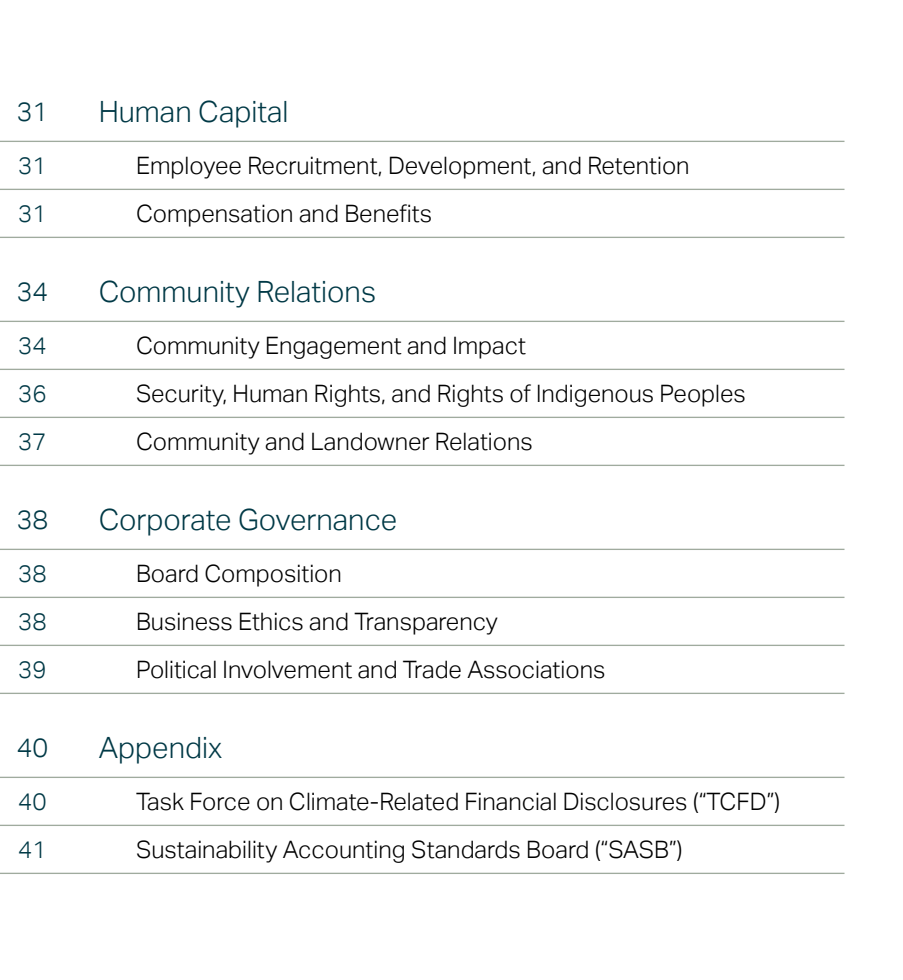 31 Human Capital
31 Employee Recruitment, Development, and Retention
31 Compensation and Benefits
34 Community Relations
34 Community Engagement and Impact
36 Security, Human Rights, and Rights of Indigenous Peoples
37 Community and Landowner Relations
38 Corporate Governance
38 Board Composition
38 Business Ethics and Transparency
39 Political Involvement and Trade Associations
40 Appendix
40 Task Force on Climate-Related Financial Disclosures (“TCFD”)
41 Sustainability Accounting Standards Board (“SASB”)